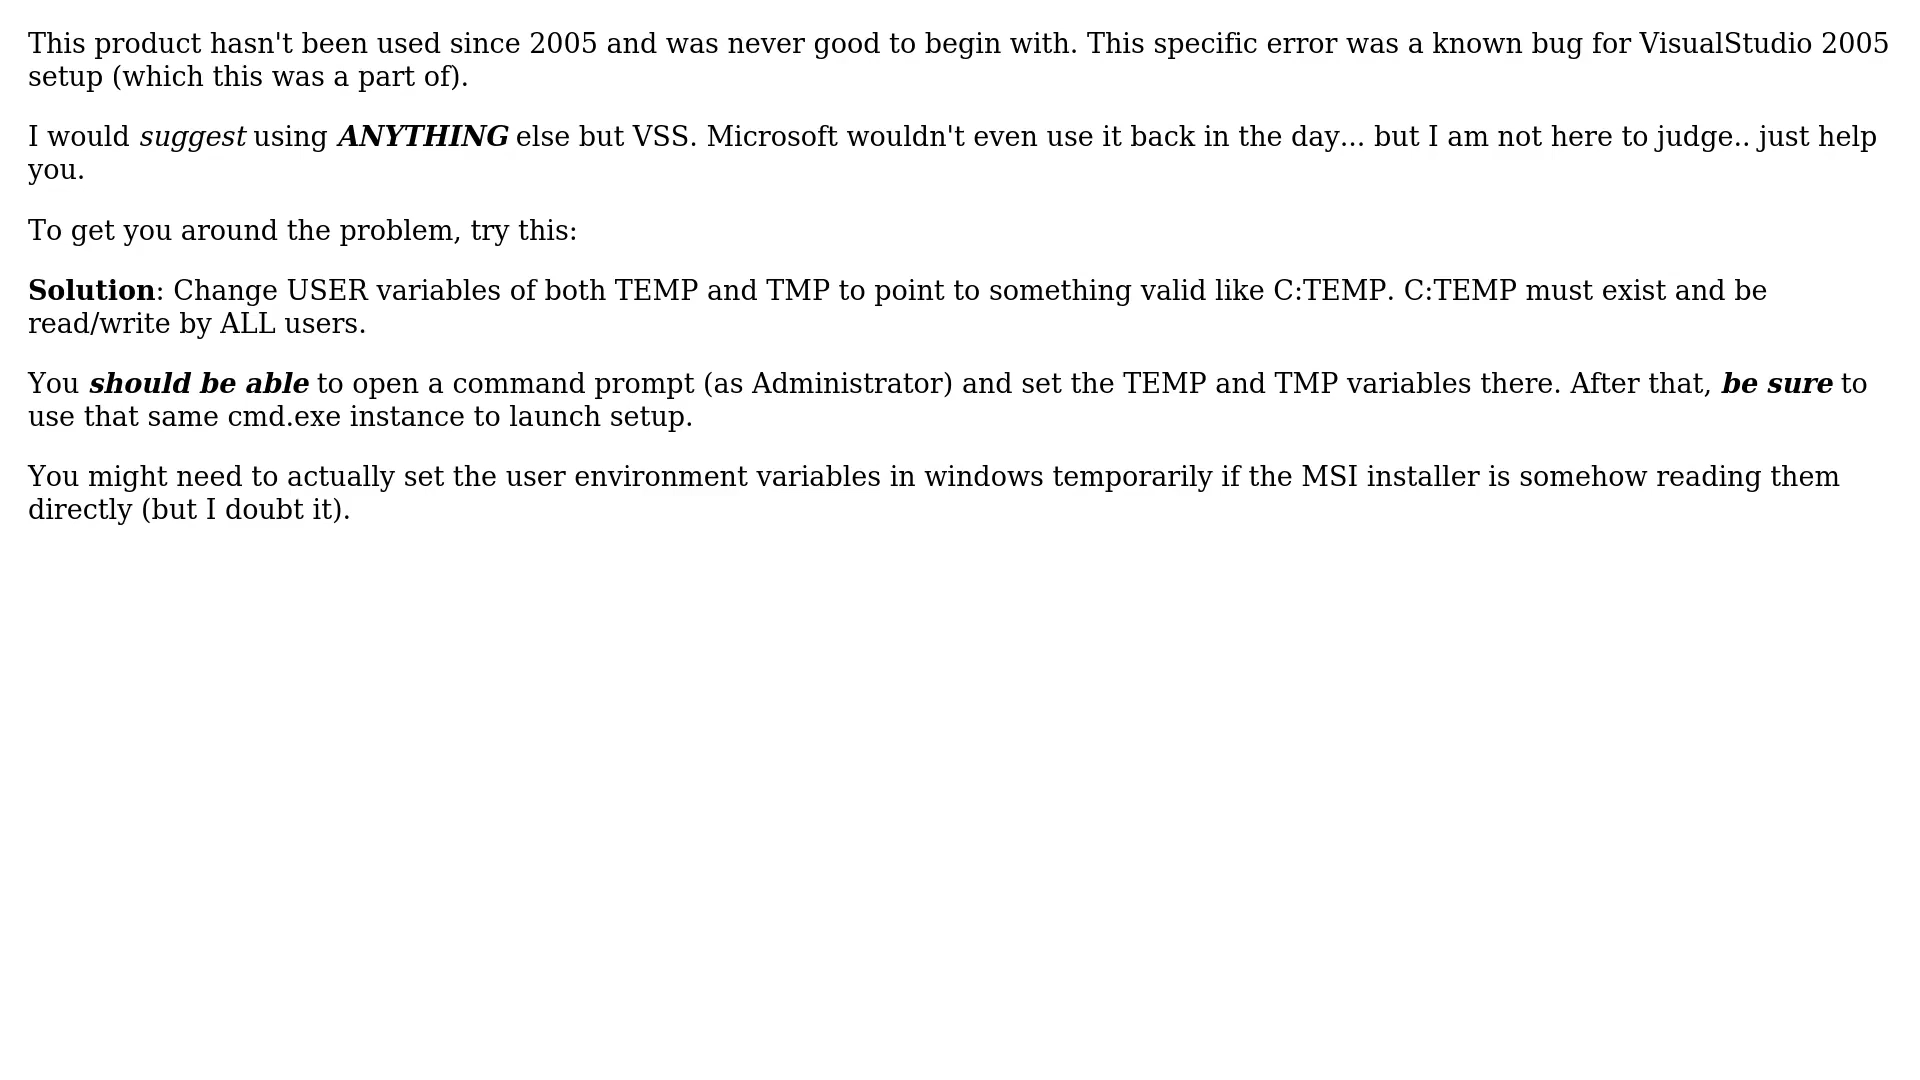 This product hasn't been used since 2005 and was never good to begin with. This specific error was a known bug for VisualStudio 2005
setup (which this was a part of).
I would suggest using ANYTHING else but VSS. Microsoft wouldn't even use it back in the day... but I am not here to judge.. just help
you.
To get you around the problem, try this:
Solution: Change USER variables of both TEMP and TMP to point to something valid like C:TEMP. C:TEMP must exist and be
read/write by ALL users.
You should be able to open a command prompt (as Administrator) and set the TEMP and TMP variables there. After that, be sure to
use that same cmd.exe instance to launch setup.
You might need to actually set the user environment variables in windows temporarily if the MSI installer is somehow reading them
directly (but I doubt it).